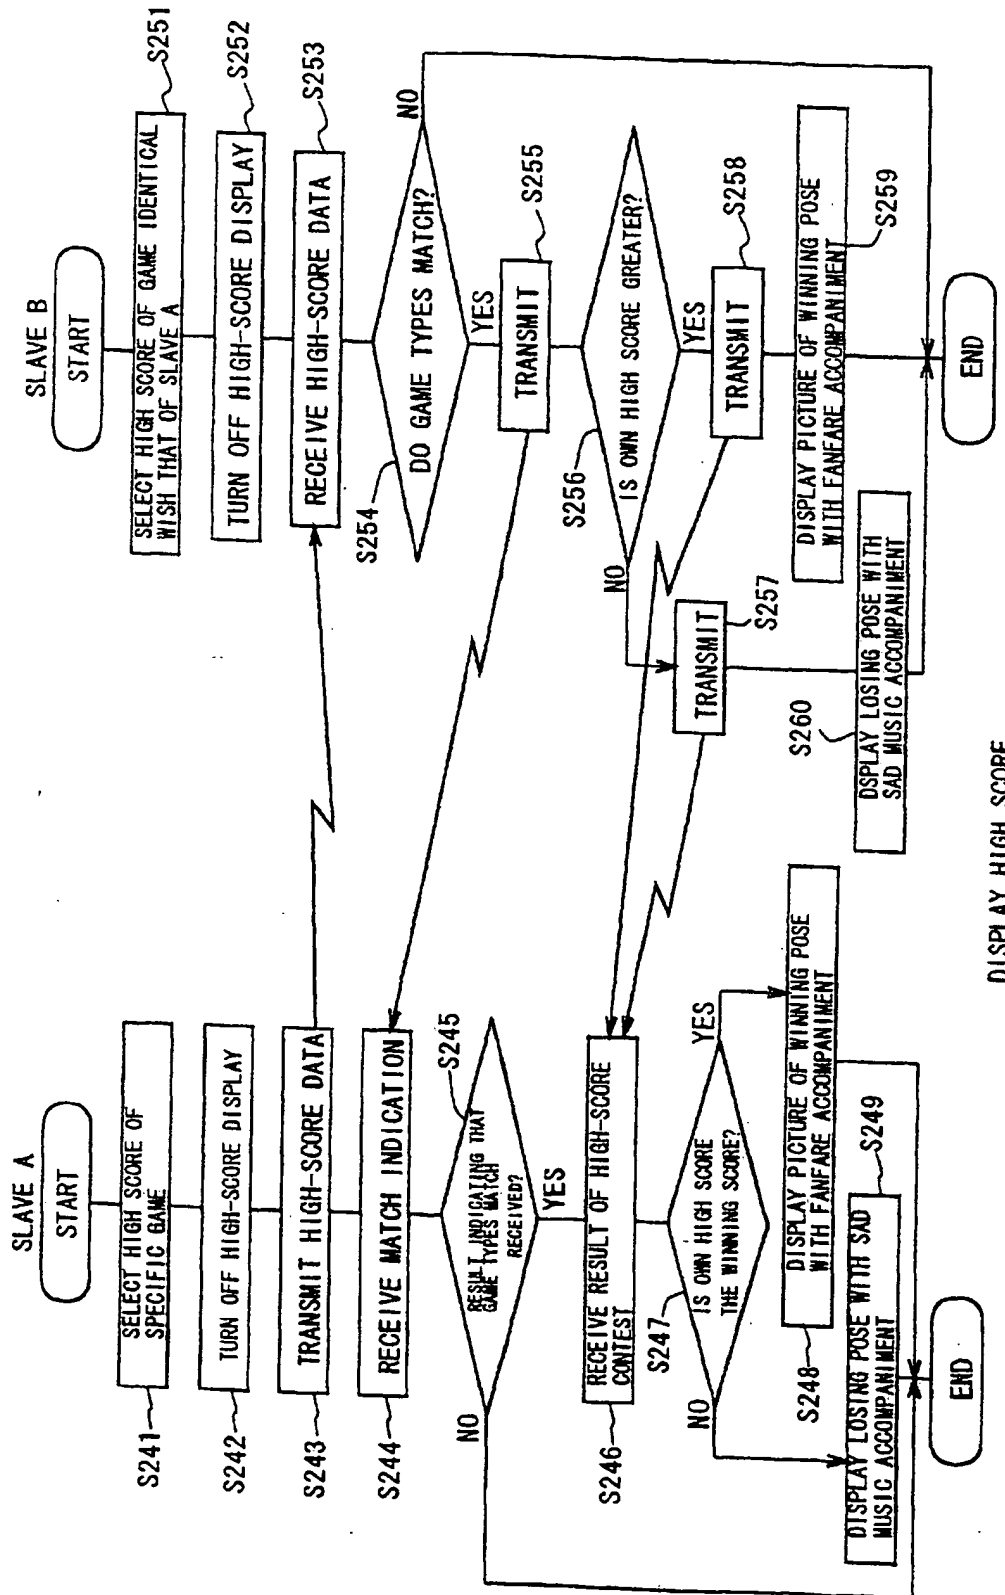 SLAVE A
START
SELECT HIGH SCORE OF
SPECIFIC GAME
S241
TURN OFF HIGH-SCORE DISPLAY
S242
TRANSMIT HIGH-SCORE DATA
S243
RECEIVE MATCH INDICATION
S244
RESULT INDICATING THAT
GAME TYPES MATCH
RECEIVED?
S245
NO
YES
RECEIVE RESULT OF HIGH-SCORE
CONTEST
S246
IS OWN HIGH SCORE
THE WINNING SCORE?
S247
YES
NO
DISPLAY PICTURE OF WINNING POSE
WITH FANFARE ACCOMPANIMENT
S248
DISPLAY LOSING POSE WITH SAD
MUSIC ACCOMPANIMENT
S249
END
SLAVE B
START
SELECT HIGH SCORE OF GAME IDENTICAL
WISH THAT OF SLAVE A
S251
TURN OFF HIGH-SCORE DISPLAY
S252
RECEIVE HIGH-SCORE DATA
S253
DO GAME TYPES MATCH?
S254
NO
YES
TRANSMIT
S255
IS OWN HIGH SCORE GREATER?
S256
NO
YES
TRANSMIT
S257
TRANSMIT
S258
DISPLAY PICTURE OF WINNING POSE
WITH FANFARE ACCOMPANIMENT
S259
DSPLAY LOSING POSE WITH
SAD MUSIC ACCOMPANIMENT
S260
END
DISPLAY HIGH SCORE